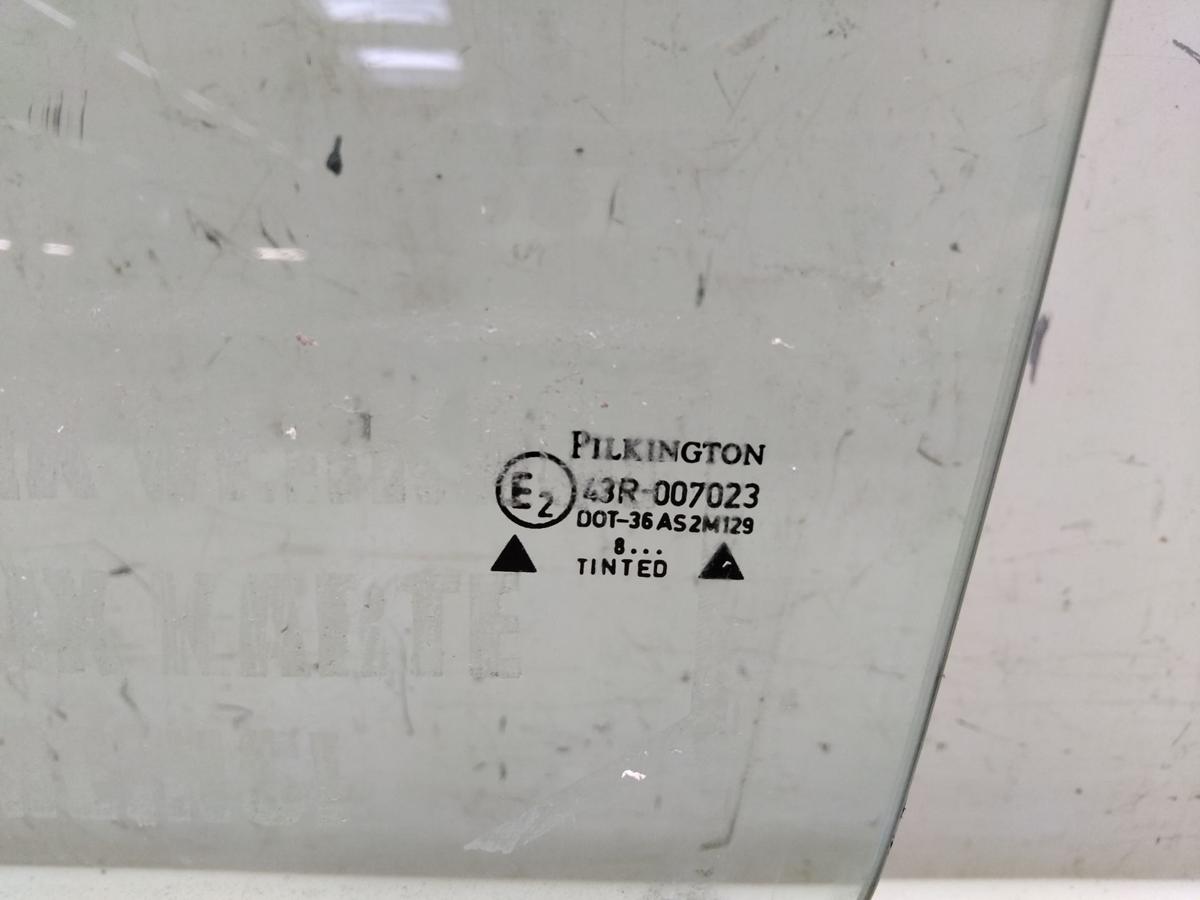 PILKINGTON
E2
43R-007023
DOT-36 AS2M129
8...
TINTED